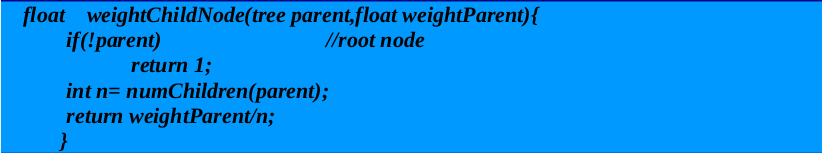 float weightChildNode(tree parent,float weightParent){
if(!parent) //root node
return 1;
int n= numChildren(parent);
return weightParent/n;
}